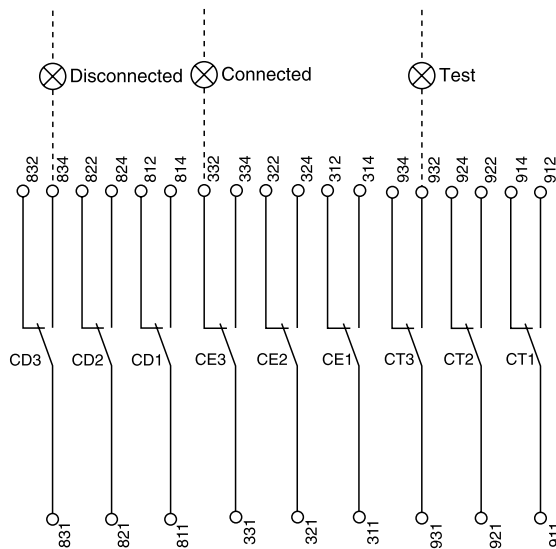 Disconnected Connected Test
832 834 822 824 812 814 332 334 322 324 312 314 934 932 924 922 914 912
CD3 CD2 CD1 CE3 CE2 CE1 CT3 CT2 CT1
831 821 811 331 321 311 931 921 911